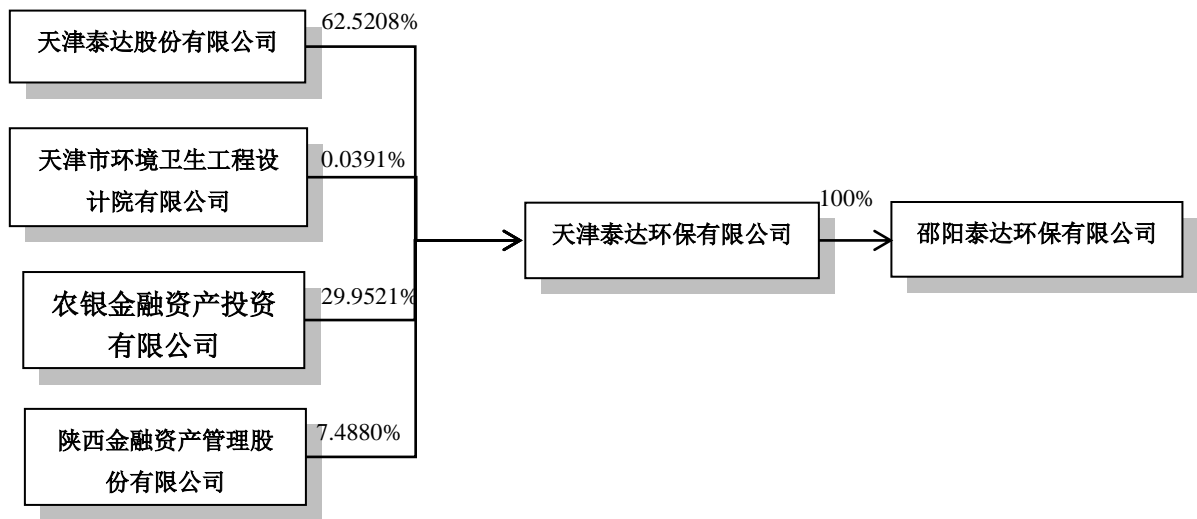 天津泰达股份有限公司
62.5208%
天津市环境卫生工程设
计院有限公司
0.0391%
农银金融资产投资
有限公司
29.9521%
陕西金融资产管理股
份有限公司
7.4880%
天津泰达环保有限公司
100%
邵阳泰达环保有限公司